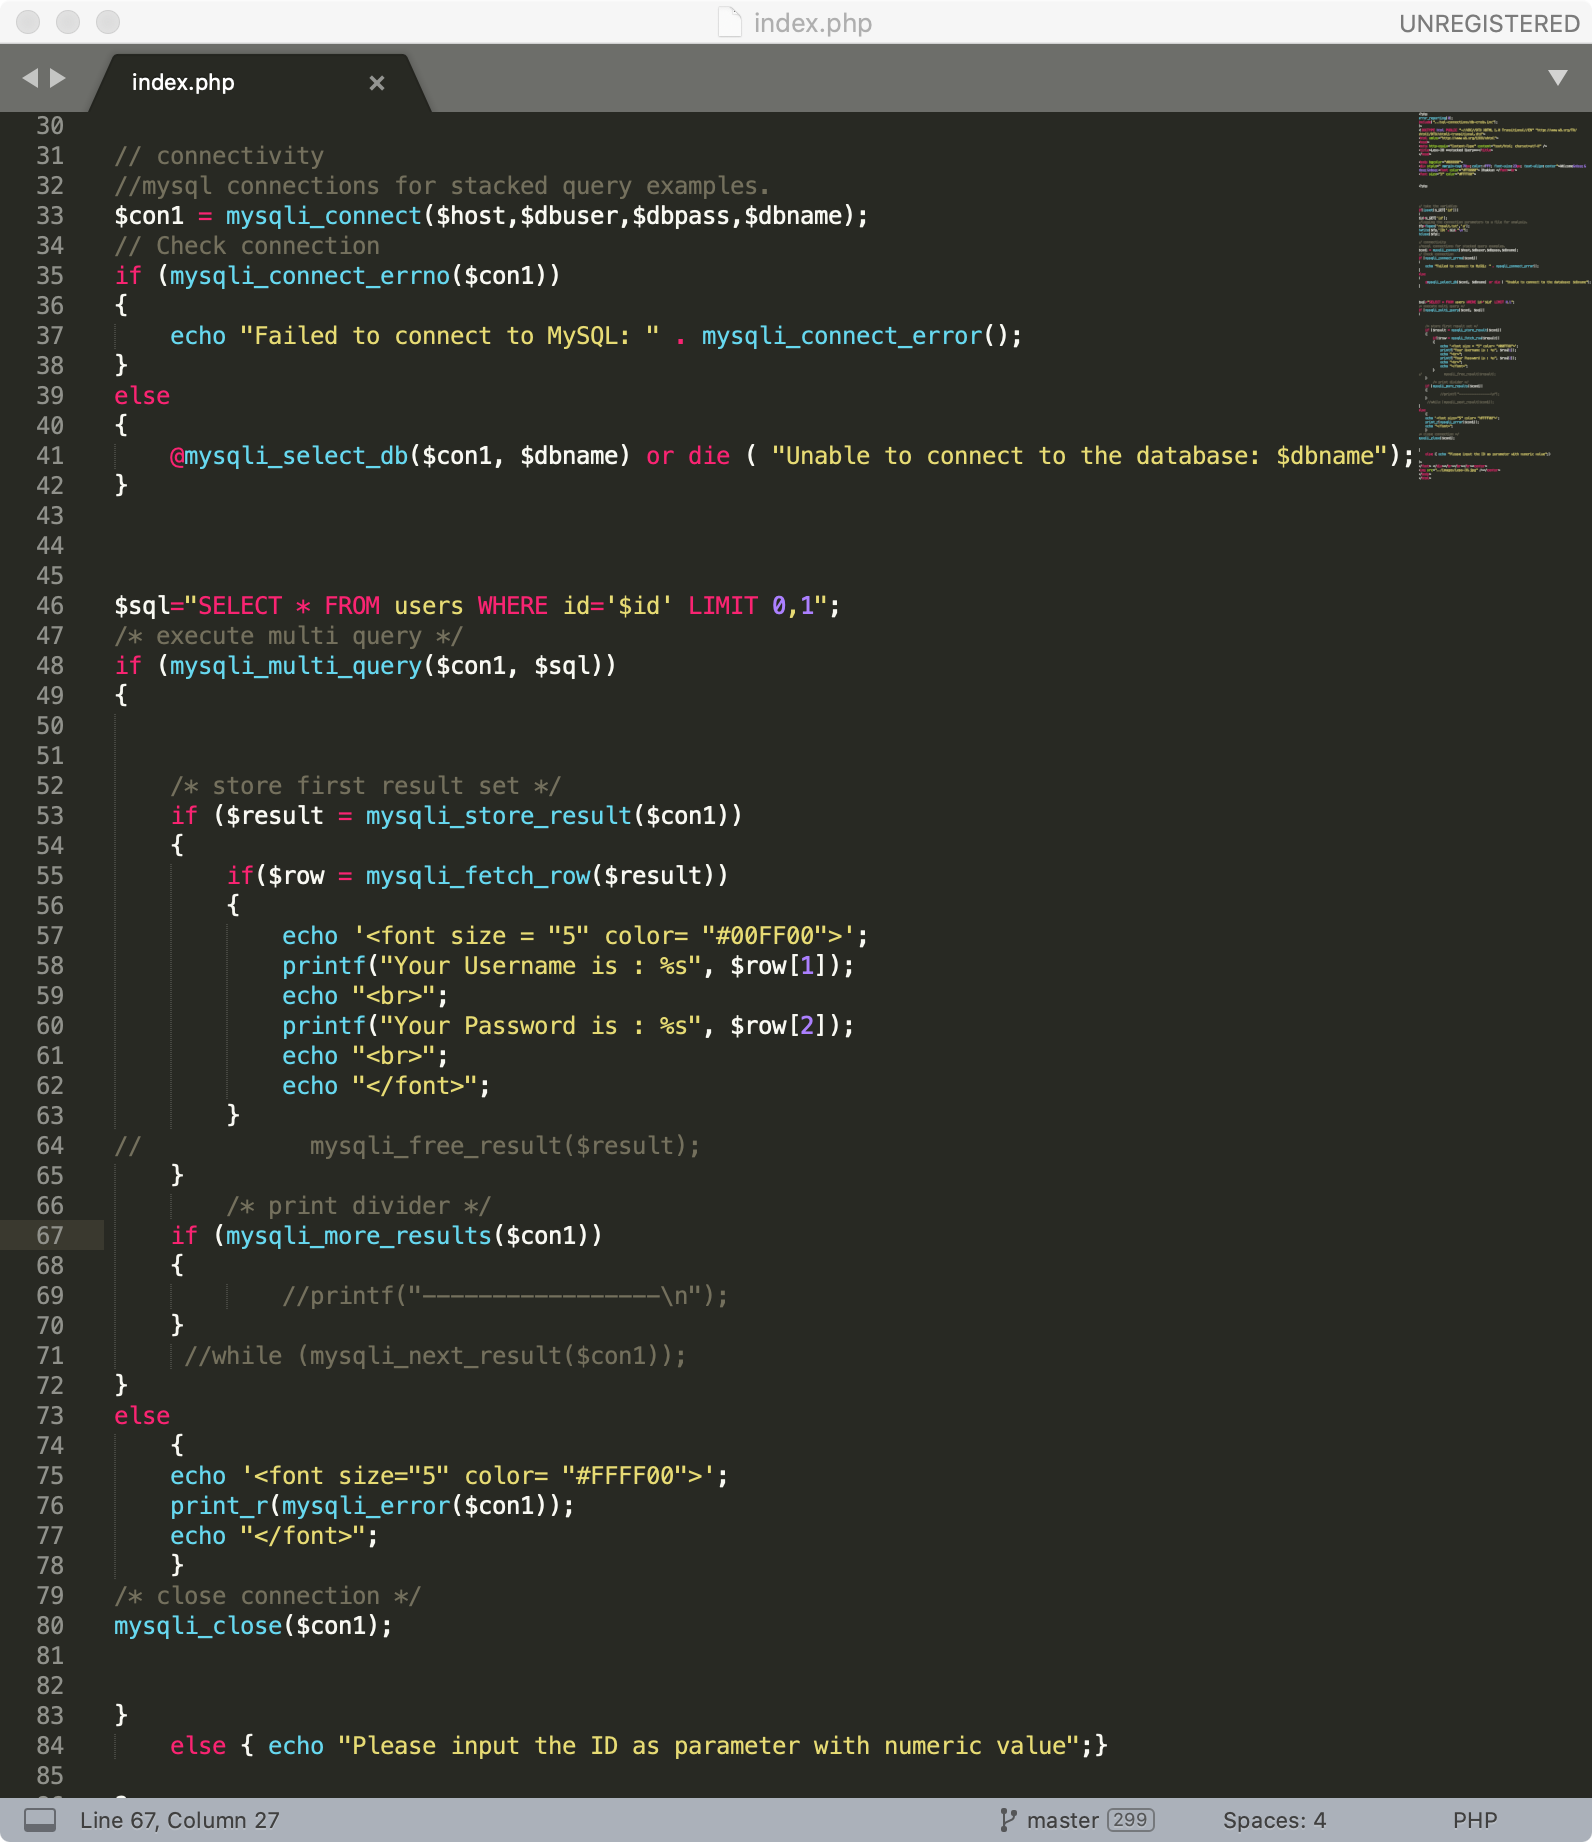 index.php
UNREGISTERED
index.php
30
31 // connectivity
32 //mysql connections for stacked query examples.
33 $con1 = mysqli_connect($host,$dbuser,$dbpass,$dbname);
34 // Check connection
35 if (mysqli_connect_errno($con1))
36 {
37 echo "Failed to connect to MySQL: " . mysqli_connect_error();
38 }
39 else
40 {
41 @mysqli_select_db($con1, $dbname) or die ( "Unable to connect to the database: $dbname");
42 }
43
44
45
46 $sql="SELECT * FROM users WHERE id='$id' LIMIT 0,1";
47 /* execute multi query */
48 if (mysqli_multi_query($con1, $sql))
49 {
50
51
52 /* store first result set */
53 if ($result = mysqli_store_result($con1))
54 {
55 if($row = mysqli_fetch_row($result))
56 {
57 echo '<font size = "5" color= "#00FF00">';
58 printf("Your Username is : %s", $row[1]);
59 echo "<br>";
60 printf("Your Password is : %s", $row[2]);
61 echo "<br>";
62 echo "</font>";
63 }
64 // mysqli_free_result($result);
65 }
66 /* print divider */
67 if (mysqli_more_results($con1))
68 {
69 //printf("-----------------\n");
70 }
71 //while (mysqli_next_result($con1));
72 }
73 else
74 {
75 echo '<font size="5" color= "#FFFF00">';
76 print_r(mysqli_error($con1));
77 echo "</font>";
78 }
79 /* close connection */
80 mysqli_close($con1);
81
82
83 }
84 else { echo "Please input the ID as parameter with numeric value";}
85
Line 67, Column 27
master 299
Spaces: 4
PHP